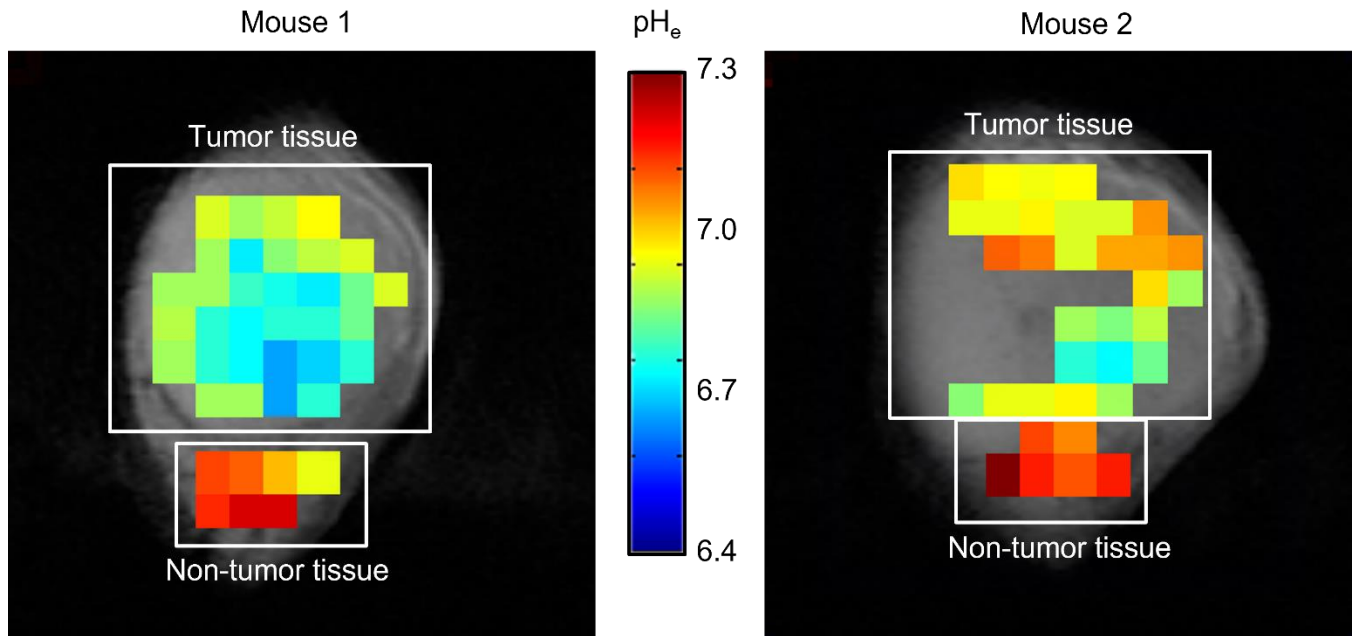 Mouse 1
pHe
Mouse 2
7.3
7.0
6.7
6.4
Tumor tissue
Non-tumor tissue
Tumor tissue
Non-tumor tissue